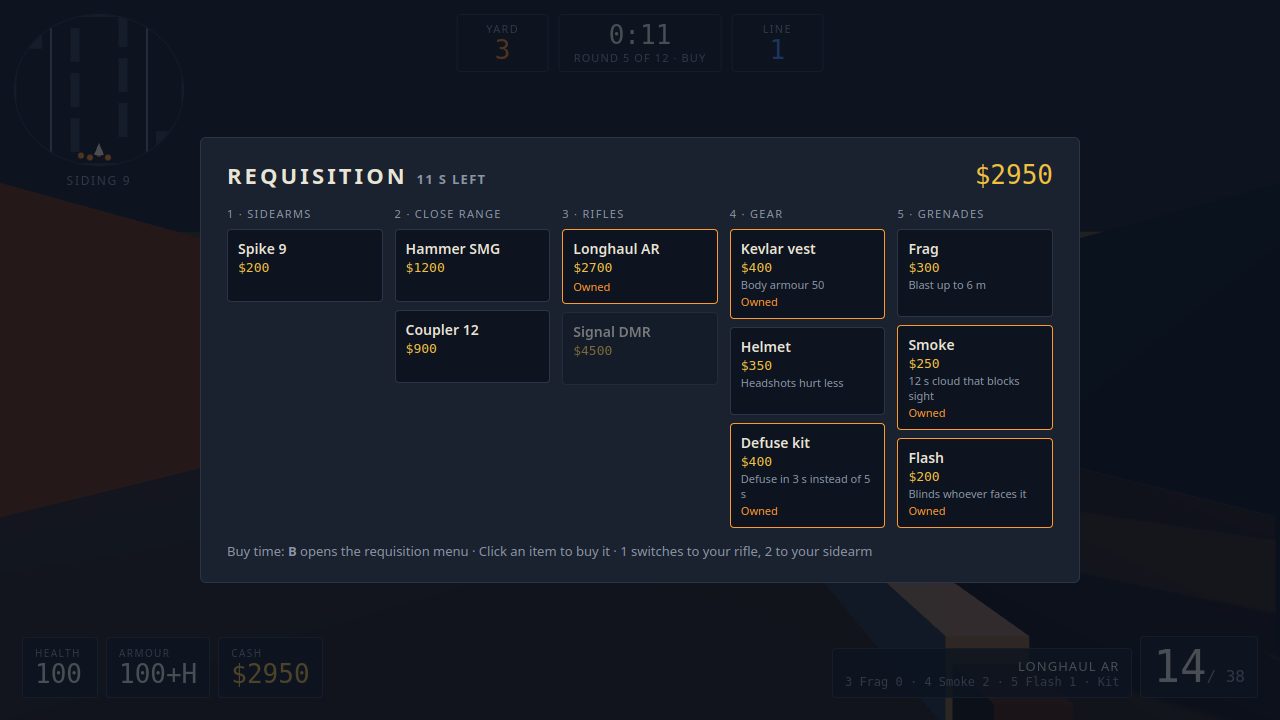 YARD
3
0:11
ROUND 5 OF 12 · BUY
LINE
1
SIDING 9
REQUISITION 11 S LEFT
$2950
1 · SIDEARMS
Spike 9
$200
2 · CLOSE RANGE
Hammer SMG
$1200
Coupler 12
$900
3 · RIFLES
Longhaul AR
$2700
Owned
Signal DMR
$4500
4 · GEAR
Kevlar vest
$400
Body armour 50
Owned
Helmet
$350
Headshots hurt less
Defuse kit
$400
Defuse in 3 s instead of 5
s
Owned
5 · GRENADES
Frag
$300
Blast up to 6 m
Smoke
$250
12 s cloud that blocks
sight
Owned
Flash
$200
Blinds whoever faces it
Owned
Buy time: B opens the requisition menu · Click an item to buy it · 1 switches to your rifle, 2 to your sidearm
HEALTH
100
ARMOUR
100+H
CASH
$2950
LONGHAUL AR
3 Frag 0 · 4 Smoke 2 · 5 Flash 1 · Kit
14 / 38